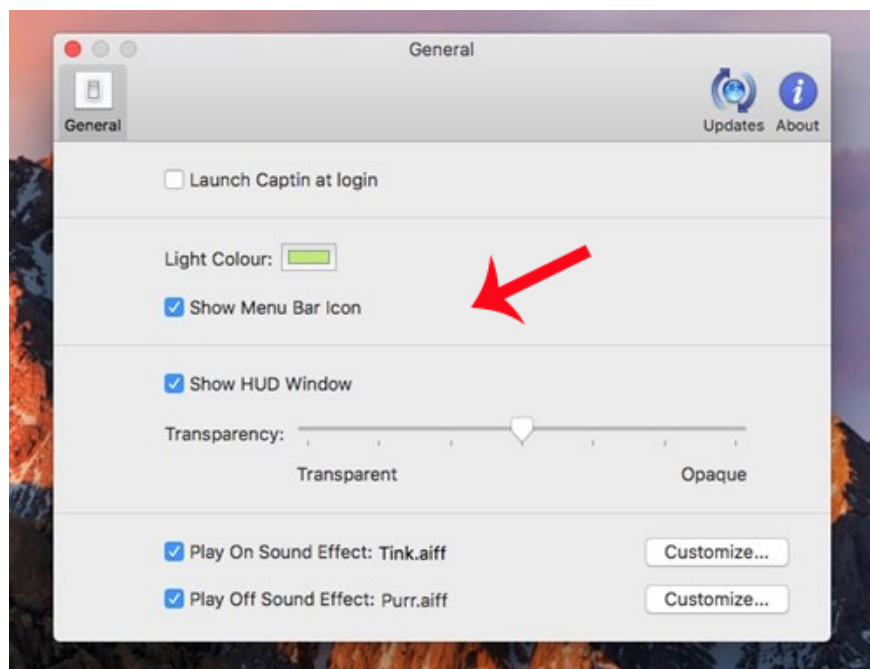 General
General
Updates About
Launch Captin at login
Light Colour:
Show Menu Bar Icon
Show HUD Window
Transparency:
Transparent Opaque
Play On Sound Effect: Tink.aiff Customize...
Play Off Sound Effect: Purr.aiff Customize...